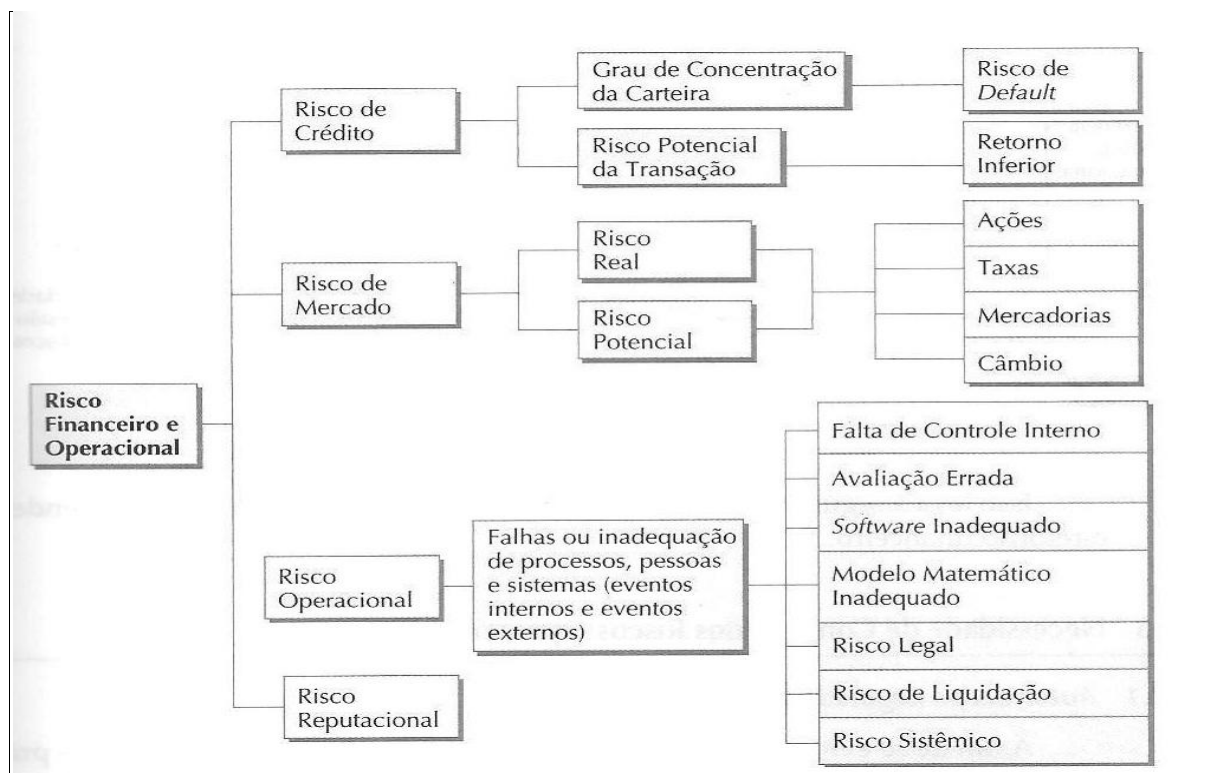 Grau de Concentração
da Carteira
Risco de
Default
Risco de
Crédito
Risco Potencial
da Transação
Retorno
Inferior
Risco
Real
Ações
Taxas
Risco de
Mercado
Risco
Potencial
Mercadorias
Câmbio
Risco
Financeiro e
Operacional
Falta de Controle Interno
Avaliação Errada
Software Inadequado
Falhas ou inadequação
de processos, pessoas
e sistemas (eventos
internos e eventos
externos)
Risco
Operacional
Modelo Matemático
Inadequado
Risco Legal
Risco de Liquidação
Risco Sistêmico
Risco
Reputacional